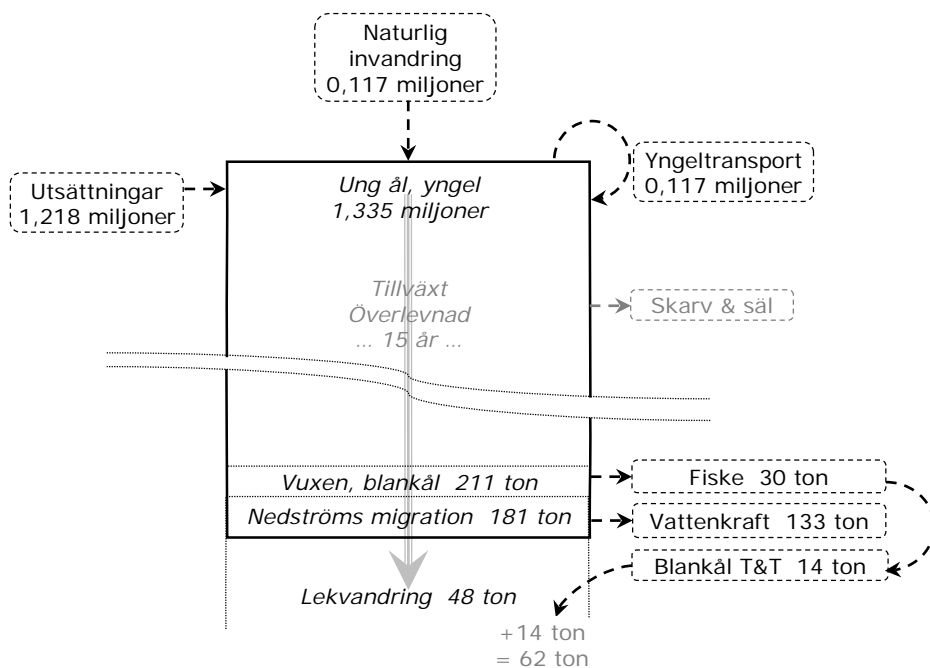 Naturlig
invandring
0,117 miljoner
Utsättningar
1,218 miljoner
Ung ål, yngel
1,335 miljoner
Yngeltransport
0,117 miljoner
Tillväxt
Överlevnad
... 15 år ...
Skarv & säl
Vuxen, blankål 211 ton
Fiske 30 ton
Nedströms migration 181 ton
Vattenkraft 133 ton
Blankål T&T 14 ton
Lekvandring 48 ton
+14 ton
= 62 ton